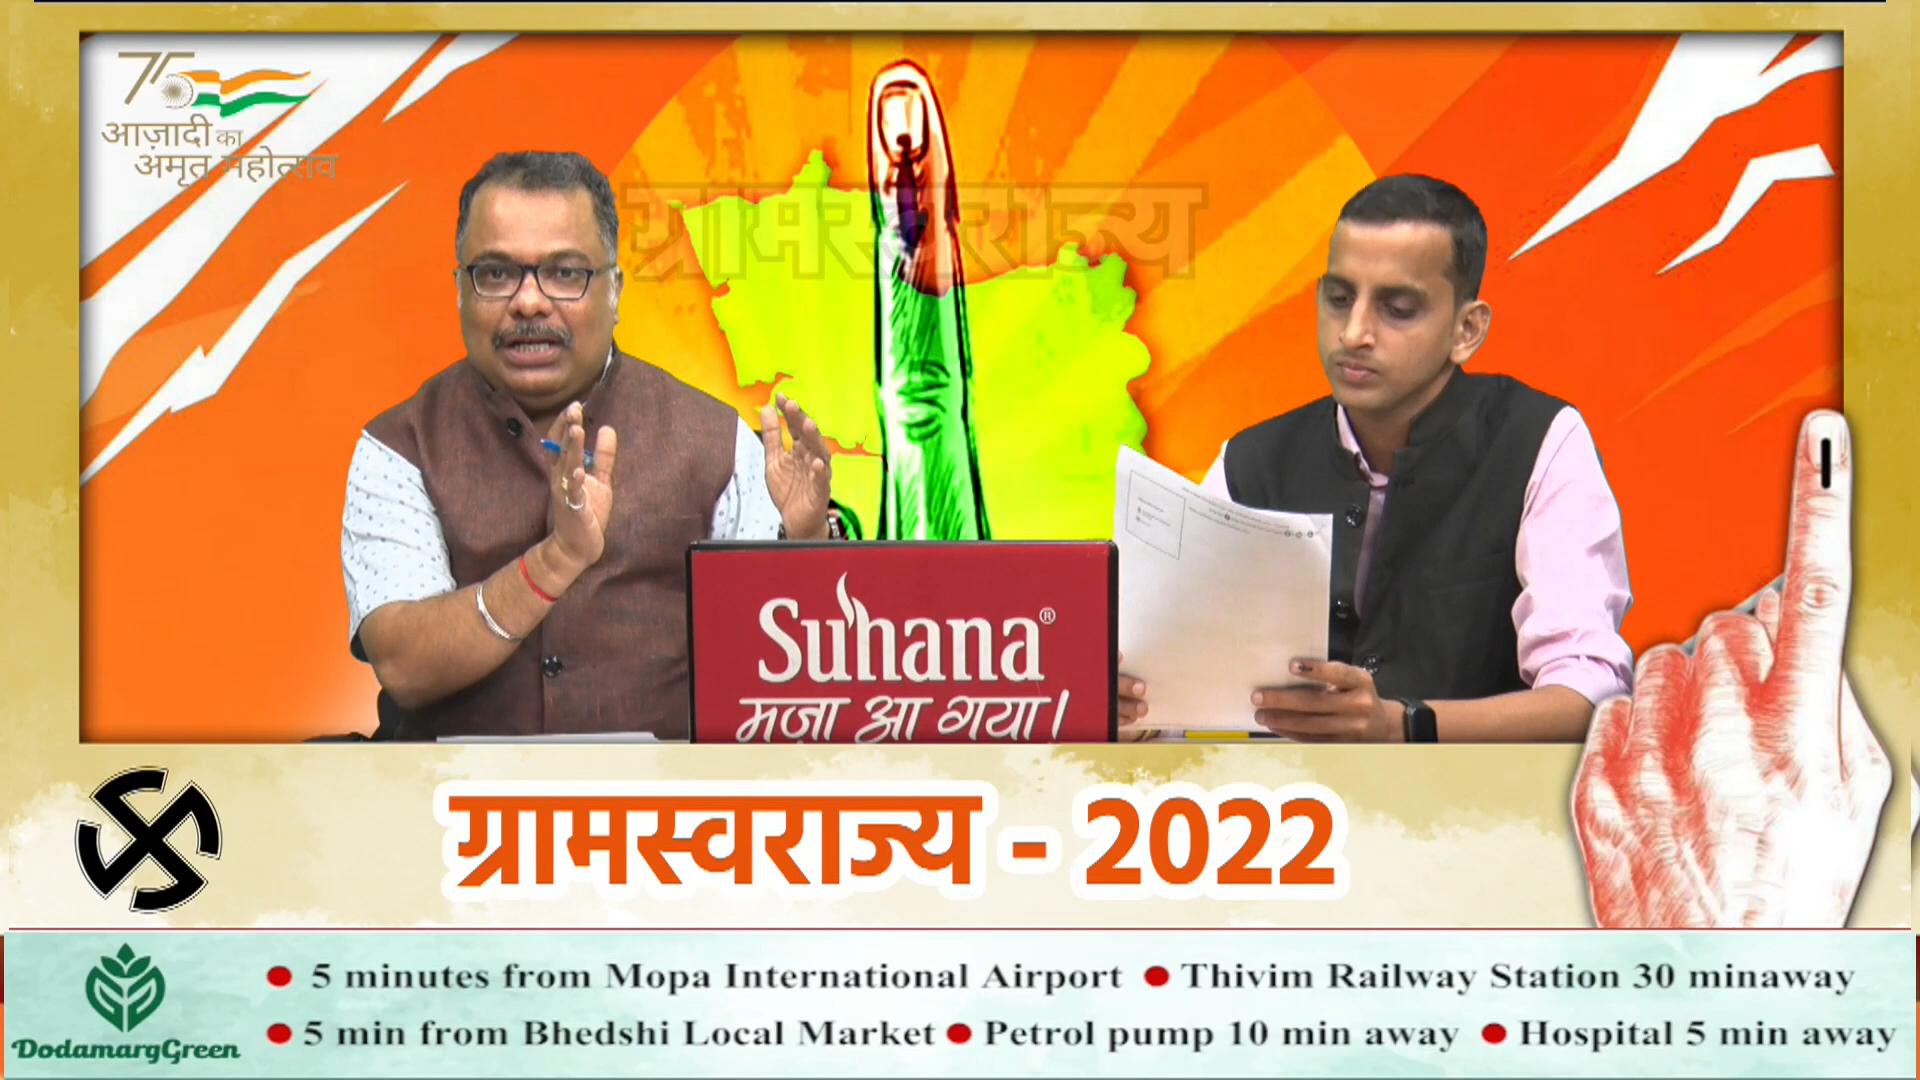 75
आज़ादी का
अमृत महोत्सव
ग्रामस्वराज्य
Suhana®
मज़ा आ गया!
ग्रामस्वराज्य - 2022
DodamargGreen
● 5 minutes from Mopa International Airport ● Thivim Railway Station 30 minaway
● 5 min from Bhedshi Local Market ● Petrol pump 10 min away ● Hospital 5 min away